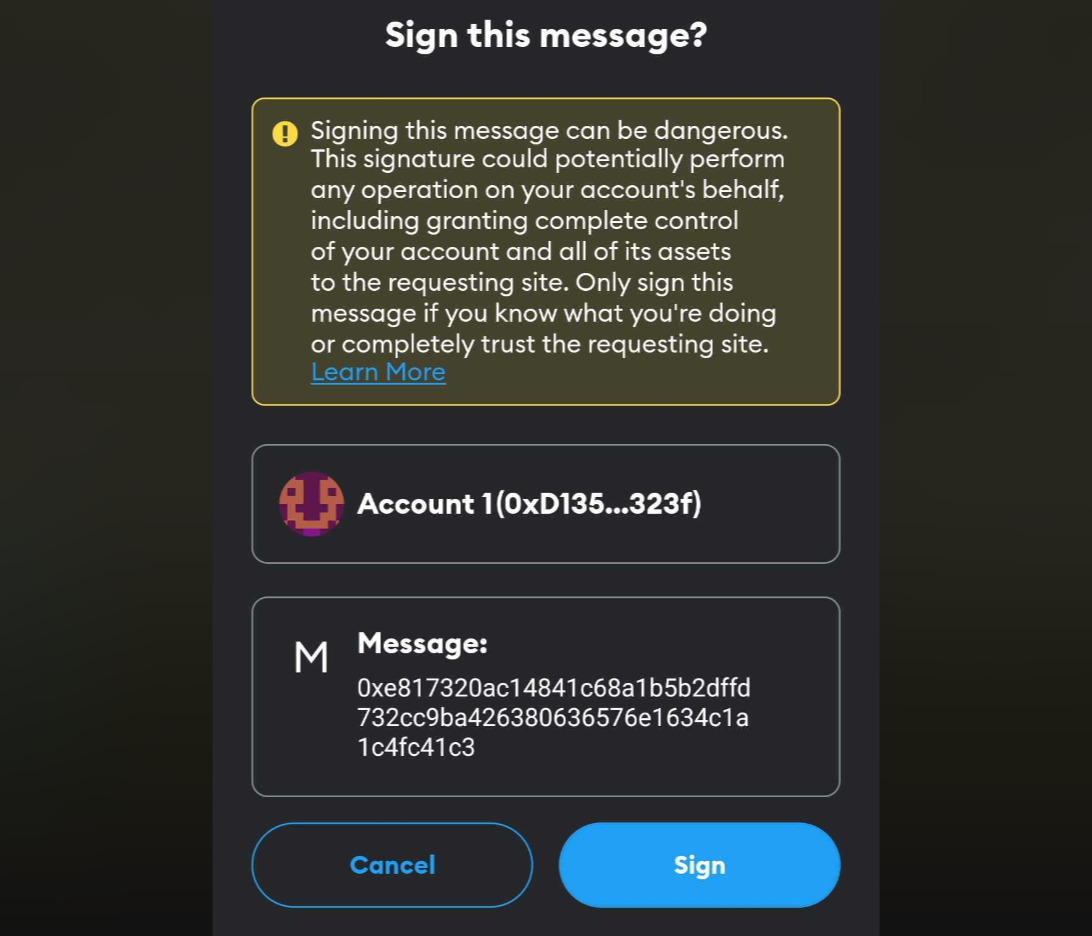 Sign this message?
Signing this message can be dangerous.
This signature could potentially perform
any operation on your account's behalf,
including granting complete control
of your account and all of its assets
to the requesting site. Only sign this
message if you know what you're doing
or completely trust the requesting site.
Learn More
Account 1(0xD135...323f)
M
Message:
0xe817320ac14841c68a1b5b2dffd
732cc9ba426380636576e1634c1a
1c4fc41c3
Cancel
Sign